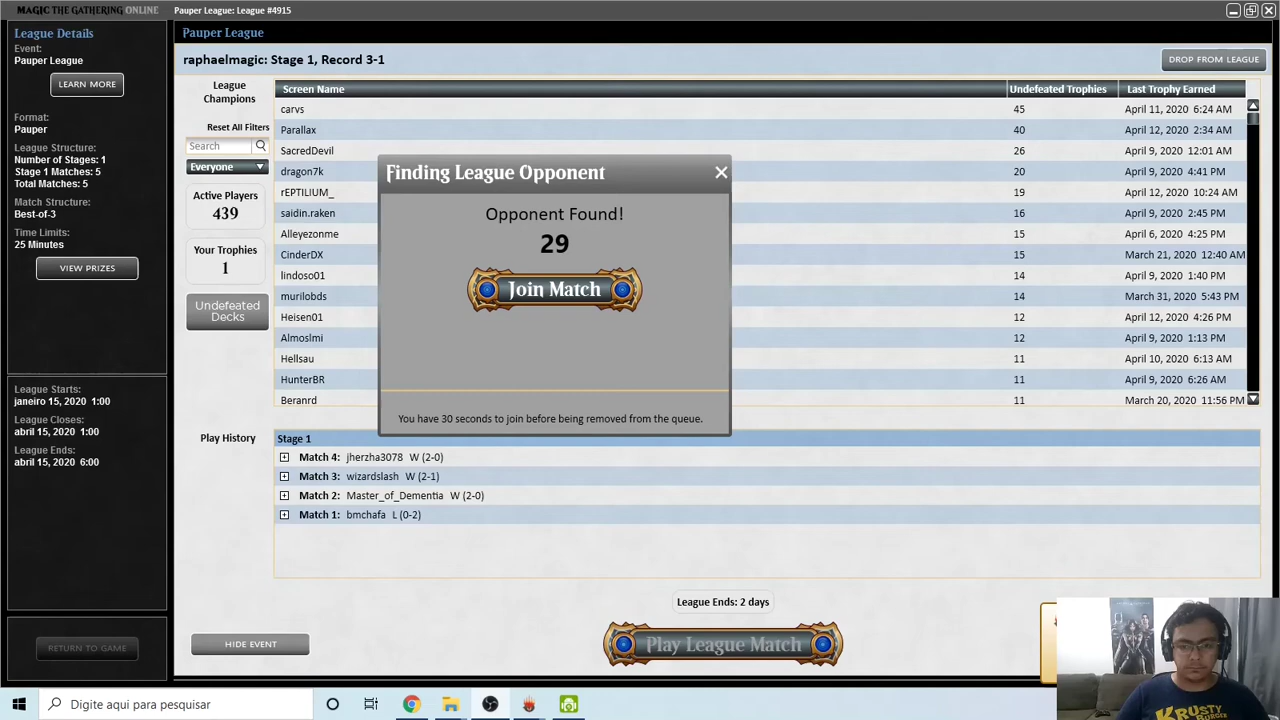 MAGIC THE GATHERING ONLINE
Pauper League: League #4915
League Details
Event:
Pauper League
LEARN MORE
Format:
Pauper
League Structure:
Number of Stages: 1
Stage 1 Matches: 5
Total Matches: 5
Match Structure:
Best-of-3
Time Limits:
25 Minutes
VIEW PRIZES
League Starts:
janeiro 15, 2020 1:00
League Closes:
abril 15, 2020 1:00
League Ends:
abril 15, 2020 6:00
RETURN TO GAME
Pauper League
raphaelmagic: Stage 1, Record 3-1
DROP FROM LEAGUE
League Champions
Reset All Filters
Search
Everyone
Active Players
439
Your Trophies
1
Undefeated Decks
Screen Name Undefeated Trophies Last Trophy Earned
carvs 45 April 11, 2020 6:24 AM
Parallax 40 April 12, 2020 2:34 AM
SacredDevil 26 April 9, 2020 12:01 AM
dragon7k 20 April 9, 2020 4:41 PM
rEPTILIUM_ 19 April 12, 2020 10:24 AM
saidin.raken 16 April 9, 2020 2:45 PM
Alleyezonme 15 April 6, 2020 4:25 PM
CinderDX 15 March 21, 2020 12:40 AM
lindoso01 14 April 9, 2020 1:40 PM
murilobds 14 March 31, 2020 5:43 PM
Heisen01 12 April 12, 2020 4:26 PM
Almoslmi 12 April 9, 2020 1:13 PM
Hellsau 11 April 10, 2020 6:13 AM
HunterBR 11 April 9, 2020 6:26 AM
Beranrd 11 March 20, 2020 11:56 PM
Finding League Opponent
Opponent Found!
29
Join Match
You have 30 seconds to join before being removed from the queue.
Play History
Stage 1
Match 4: jherzha3078 W (2-0)
Match 3: wizardslash W (2-1)
Match 2: Master_of_Dementia W (2-0)
Match 1: bmchafa L (0-2)
League Ends: 2 days
HIDE EVENT
Play League Match
KRUSTY
BURGER
Digite aqui para pesquisar